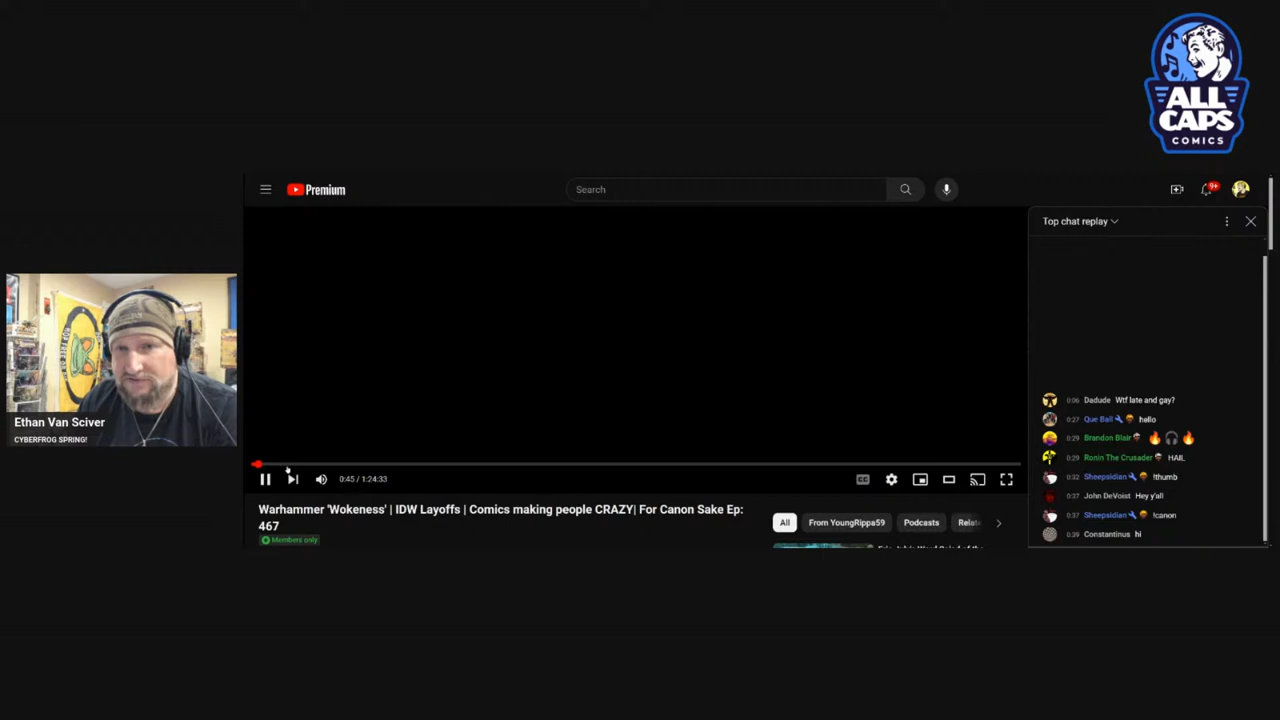 ALL
CAPS
COMICS
Premium
Search
9+
Top chat replay
Ethan Van Sciver
CYBERFROG SPRING!
0:06 Dadude Wtf late and gay?
0:27 Que Ball hello
0:29 Brandon Blair
0:29 Ronin The Crusader HAIL
0:32 Sheepsidian !thumb
0:37 John DeVoist Hey y'all
0:37 Sheepsidian !canon
0:39 Constantinus hi
0:45 / 1:24:33
CC
Warhammer 'Wokeness' | IDW Layoffs | Comics making people CRAZY| For Canon Sake Ep:
467
Members only
All
From YoungRippa59
Podcasts
Relate